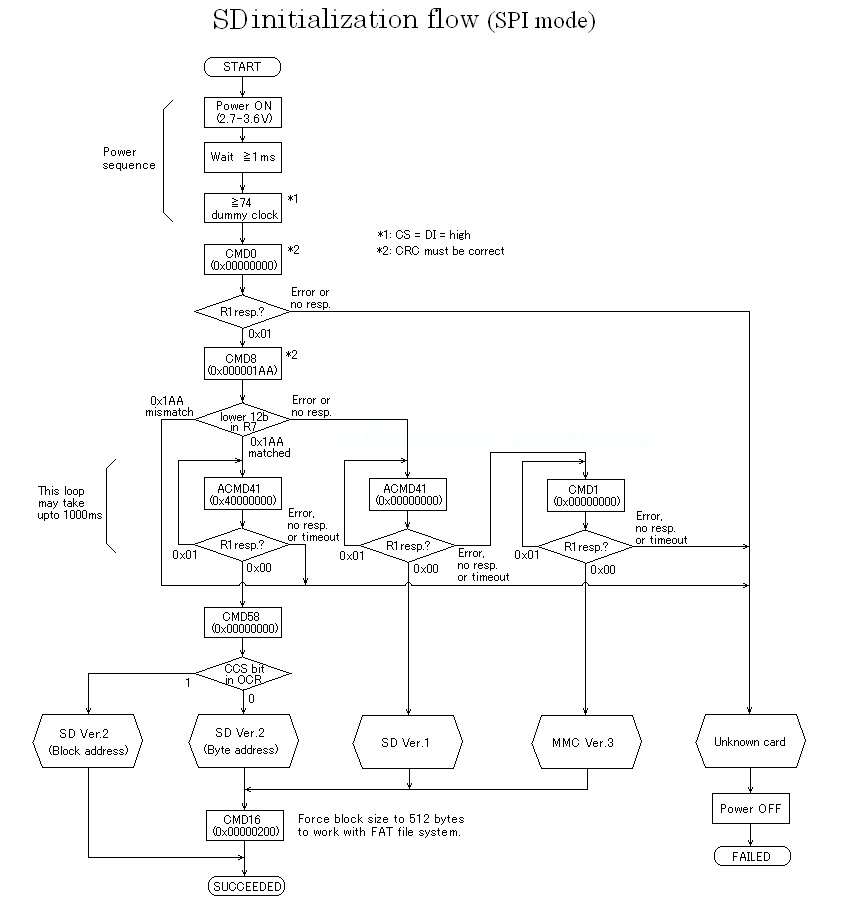 SD initialization flow (SPI mode)
START
Power ON
(2.7-3.6V)
Power
sequence
Wait ≧1ms
≧74
dummy clock
*1
*1: CS = DI = high
*2: CRC must be correct
CMD0
(0x00000000)
*2
R1 resp.?
Error or
no resp.
0x01
CMD8
(0x000001AA)
*2
0x1AA
mismatch
lower 12b
in R7
Error or
no resp.
0x1AA
matched
This loop
may take
upto 1000ms
ACMD41
(0x40000000)
R1 resp.?
Error,
no resp.
or timeout
0x01
0x00
ACMD41
(0x00000000)
R1 resp.?
Error,
no resp.
or timeout
0x01
0x00
CMD1
(0x00000000)
R1 resp.?
Error,
no resp.
or timeout
0x01
0x00
CMD58
(0x00000000)
CCS bit
in OCR
1
0
SD Ver.2
(Block address)
SD Ver.2
(Byte address)
SD Ver.1
MMC Ver.3
Unknown card
CMD16
(0x00000200)
Force block size to 512 bytes
to work with FAT file system.
Power OFF
FAILED
SUCCEEDED